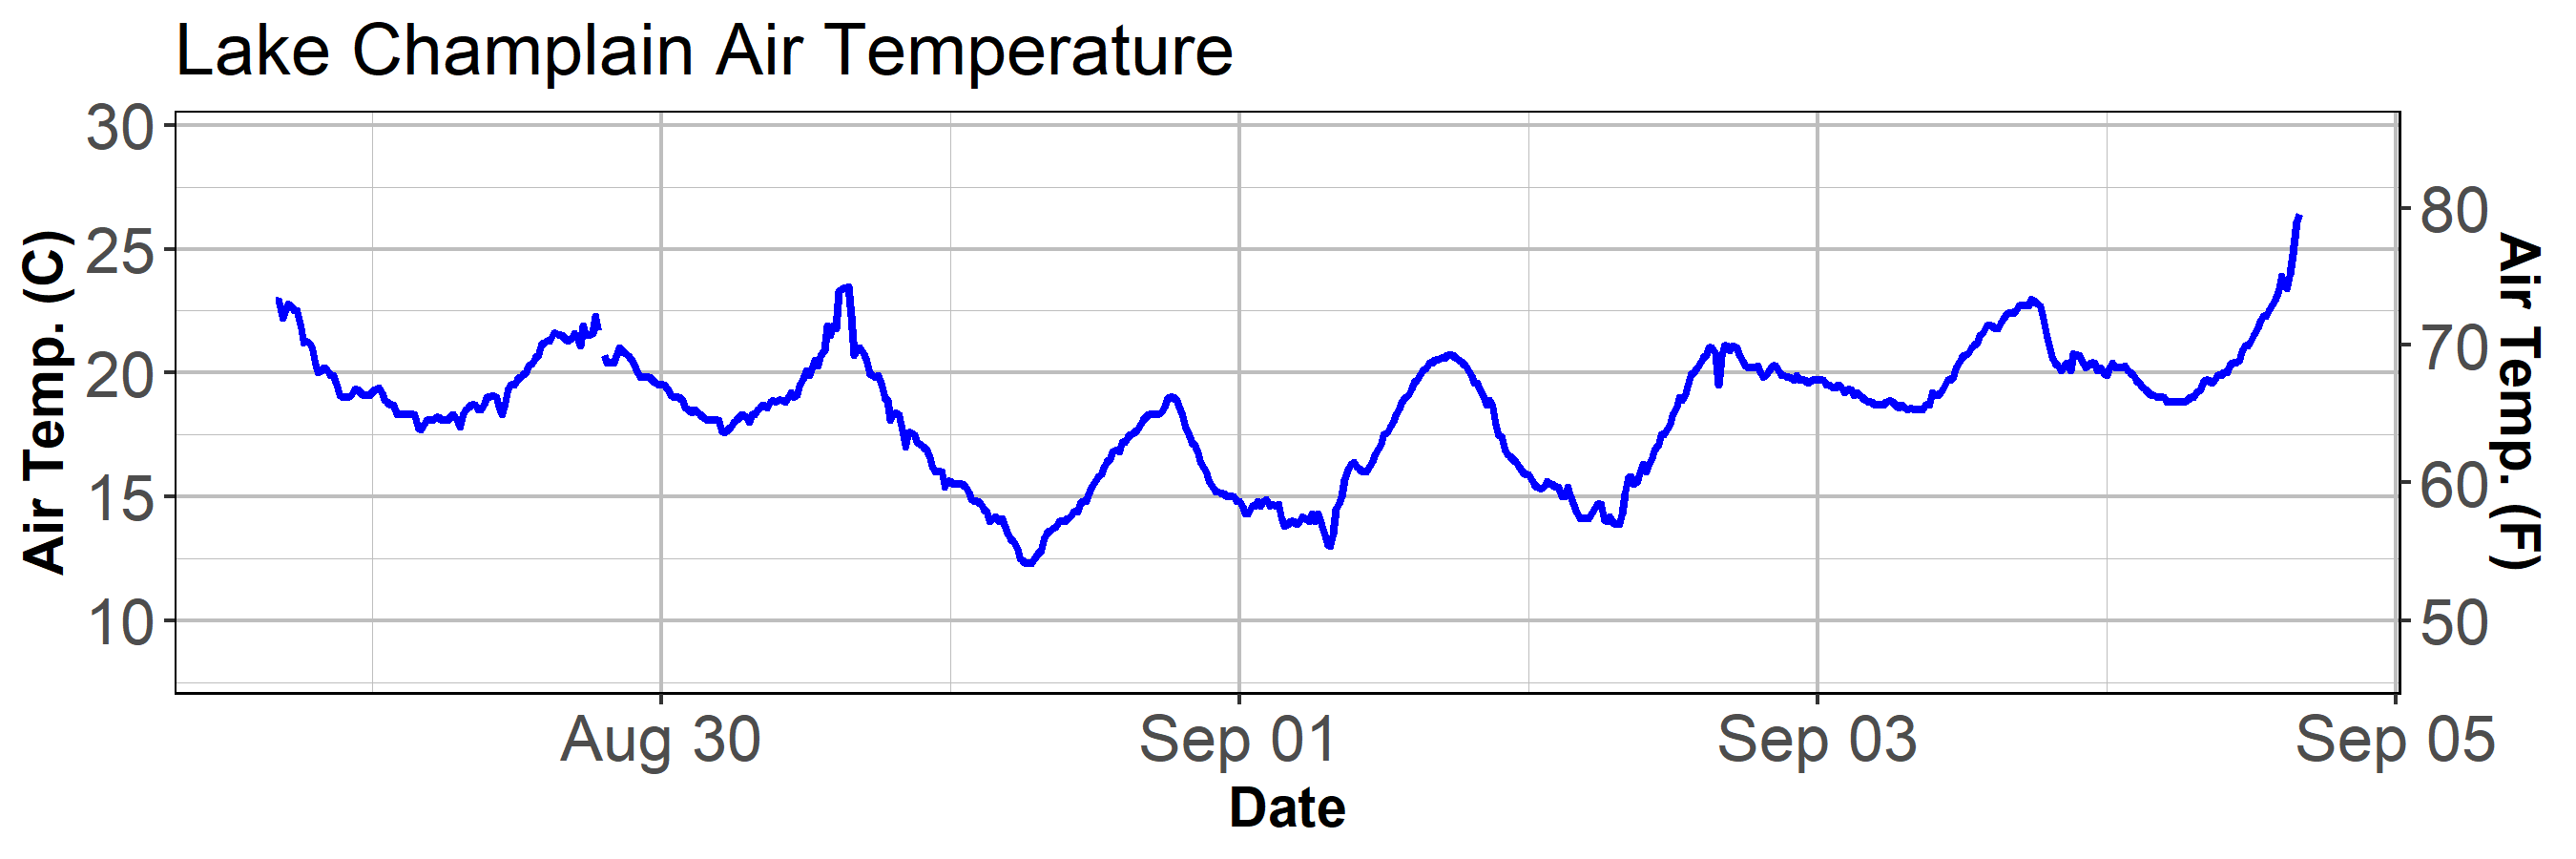 Lake Champlain Air Temperature
Air Temp. (C)
30
25
20
15
10
80
70
60
50
Air Temp. (F)
Aug 30
Sep 01
Sep 03
Sep 05
Date